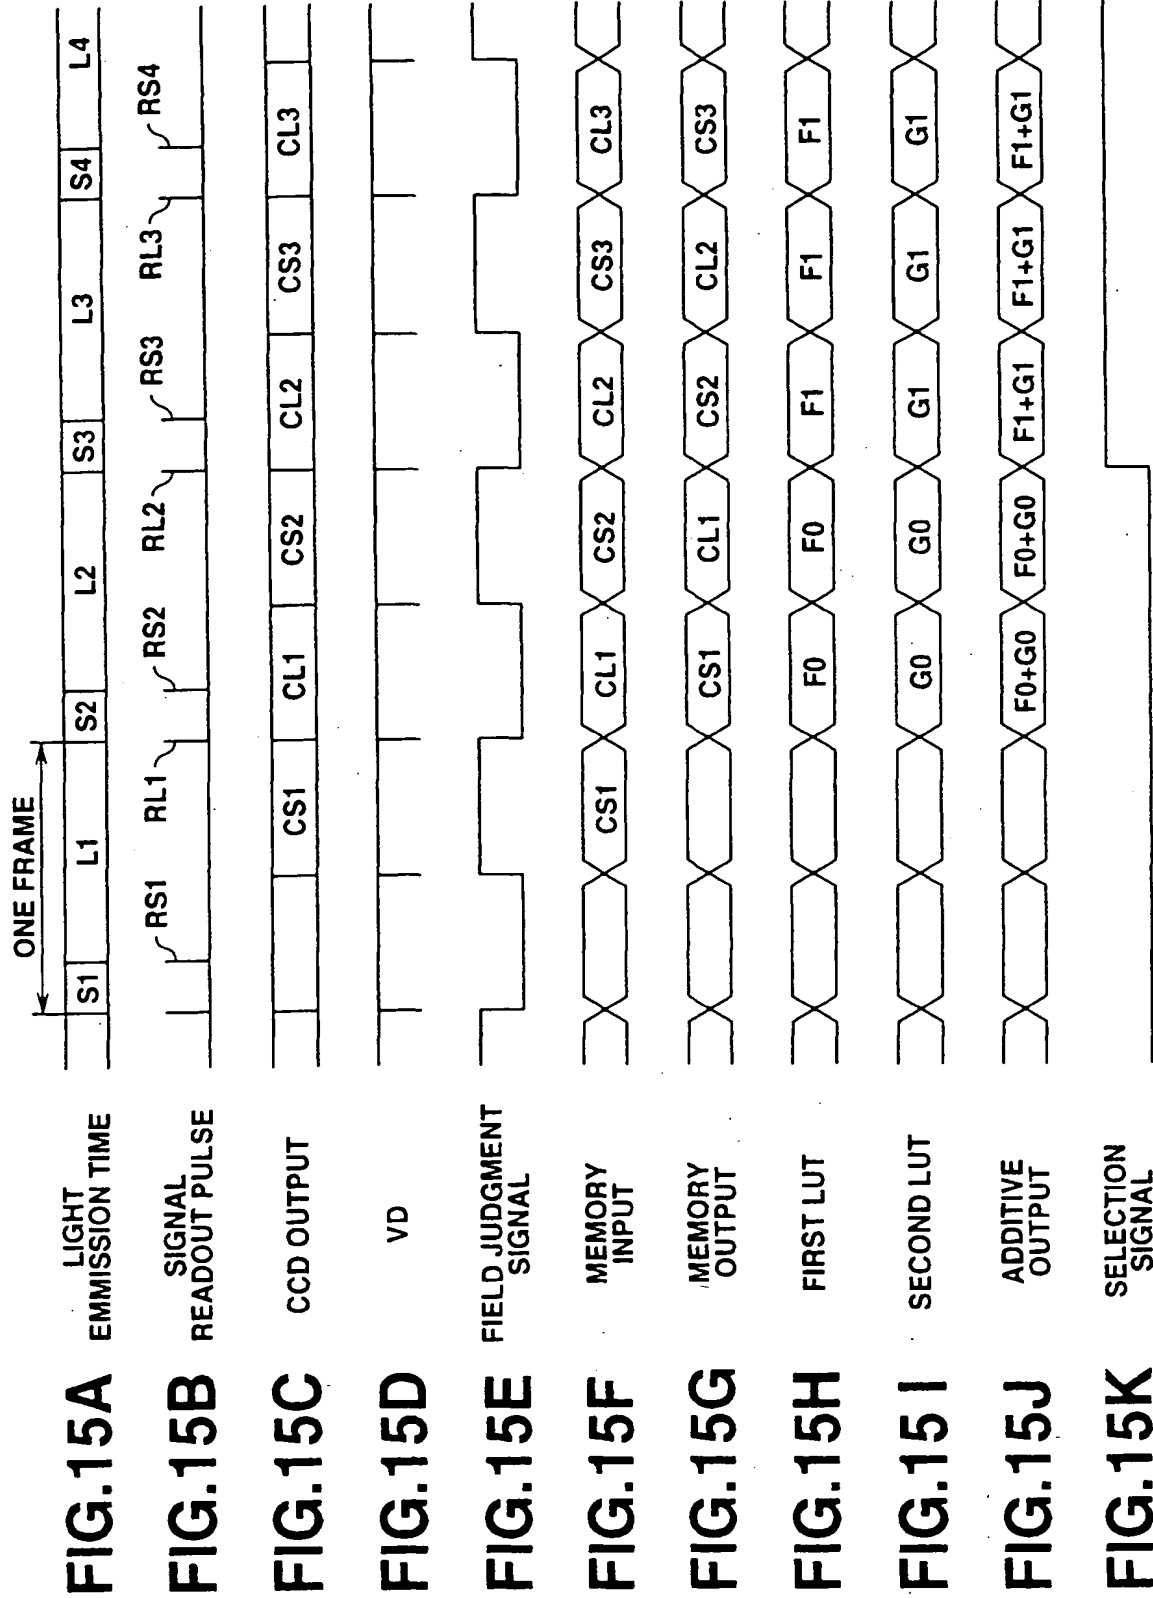 ONE FRAME
FIG.15A
LIGHT
EMMISSION TIME
S1 L1 S2 L2 S3 L3 S4 L4
FIG.15B
SIGNAL
READOUT PULSE
RS1 RL1 RS2 RL2 RS3 RL3 RS4
FIG.15C
CCD OUTPUT
CS1 CL1 CS2 CL2 CS3 CL3
FIG.15D
VD
FIG.15E
FIELD JUDGMENT
SIGNAL
FIG.15F
MEMORY
INPUT
CS1 CL1 CS2 CL2 CS3 CL3
FIG.15G
MEMORY
OUTPUT
CS1 CL1 CS2 CL2 CS3
FIG.15H
FIRST LUT
F0 F0 F1 F1 F1
FIG.15 I
SECOND LUT
G0 G0 G1 G1 G1
FIG.15J
ADDITIVE
OUTPUT
F0+G0 F0+G0 F1+G1 F1+G1 F1+G1
FIG.15K
SELECTION
SIGNAL